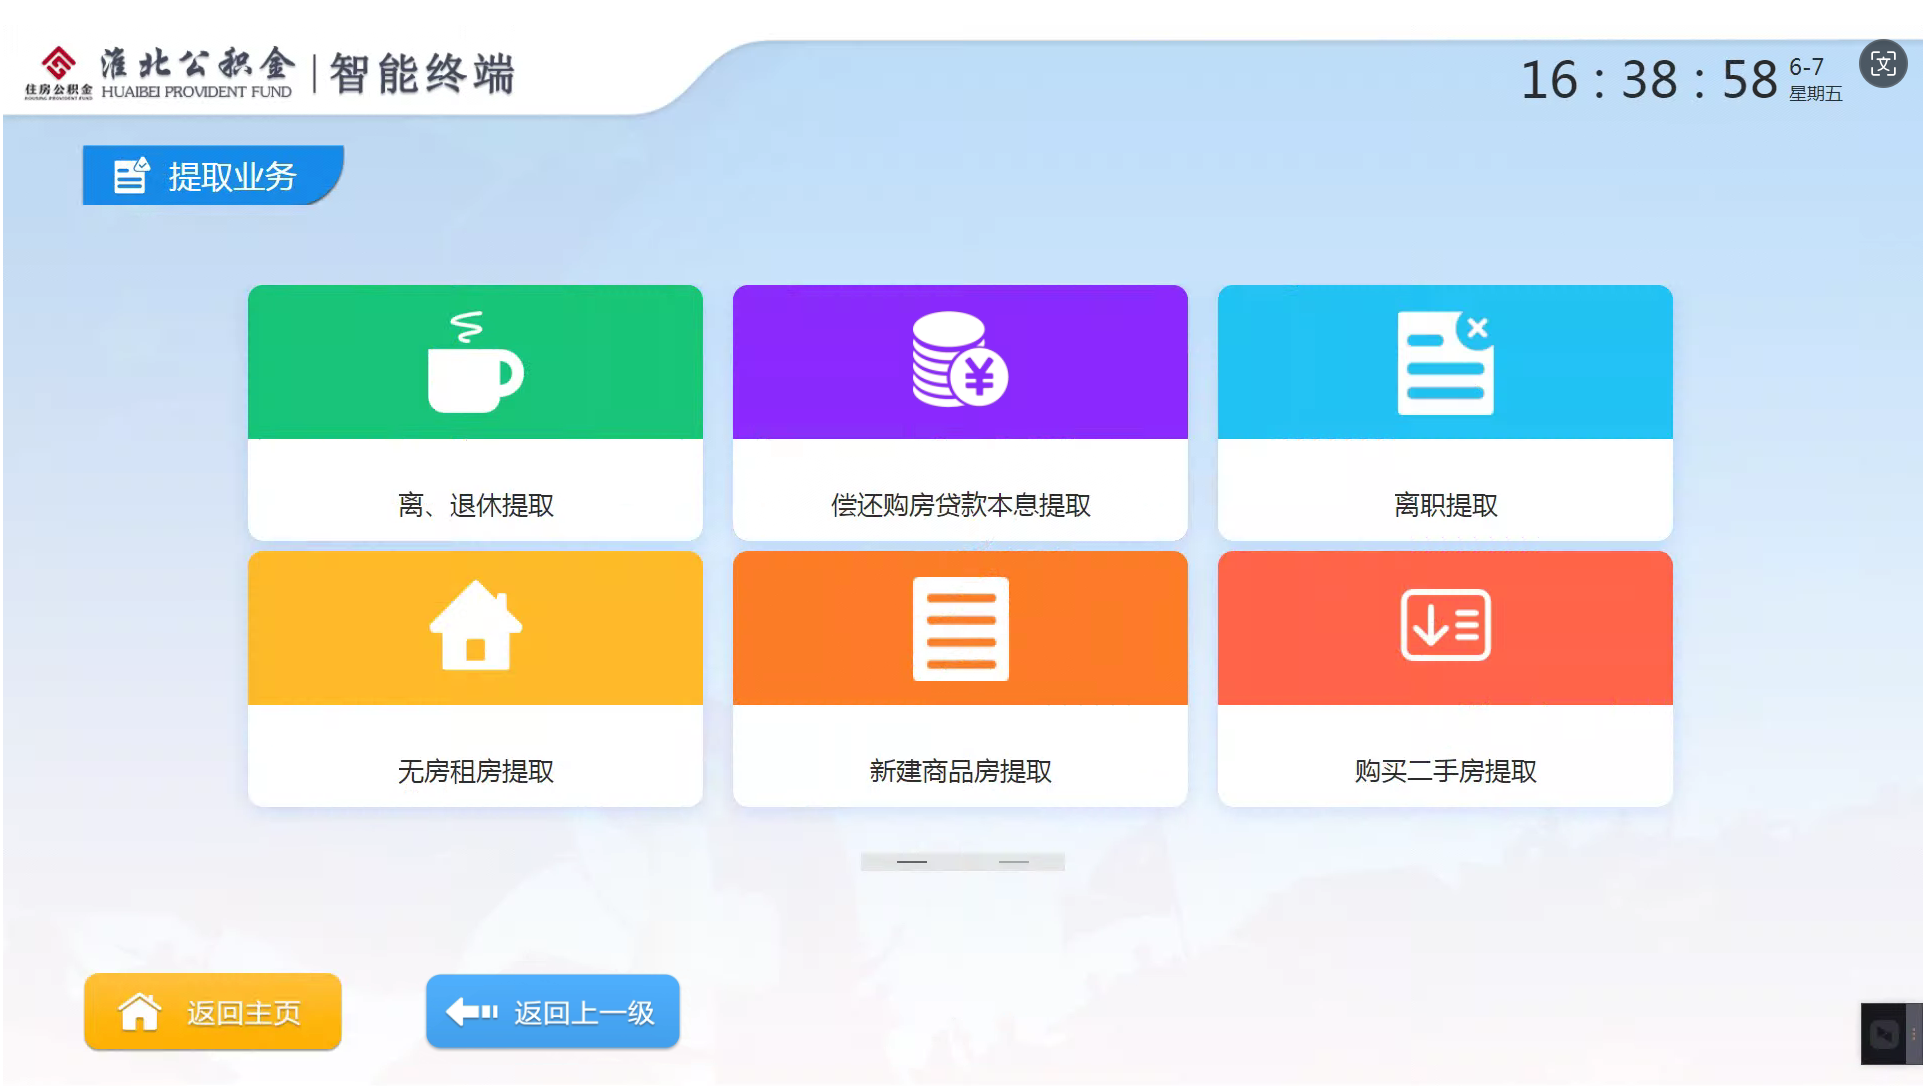 淮北公积金
住房公积金
HUAIBEI PROVIDENT FUND
智能终端
16 : 38 : 58
6-7
星期五
文
提取业务
离、退休提取
偿还购房贷款本息提取
离职提取
无房租房提取
新建商品房提取
购买二手房提取
返回主页
返回上一级